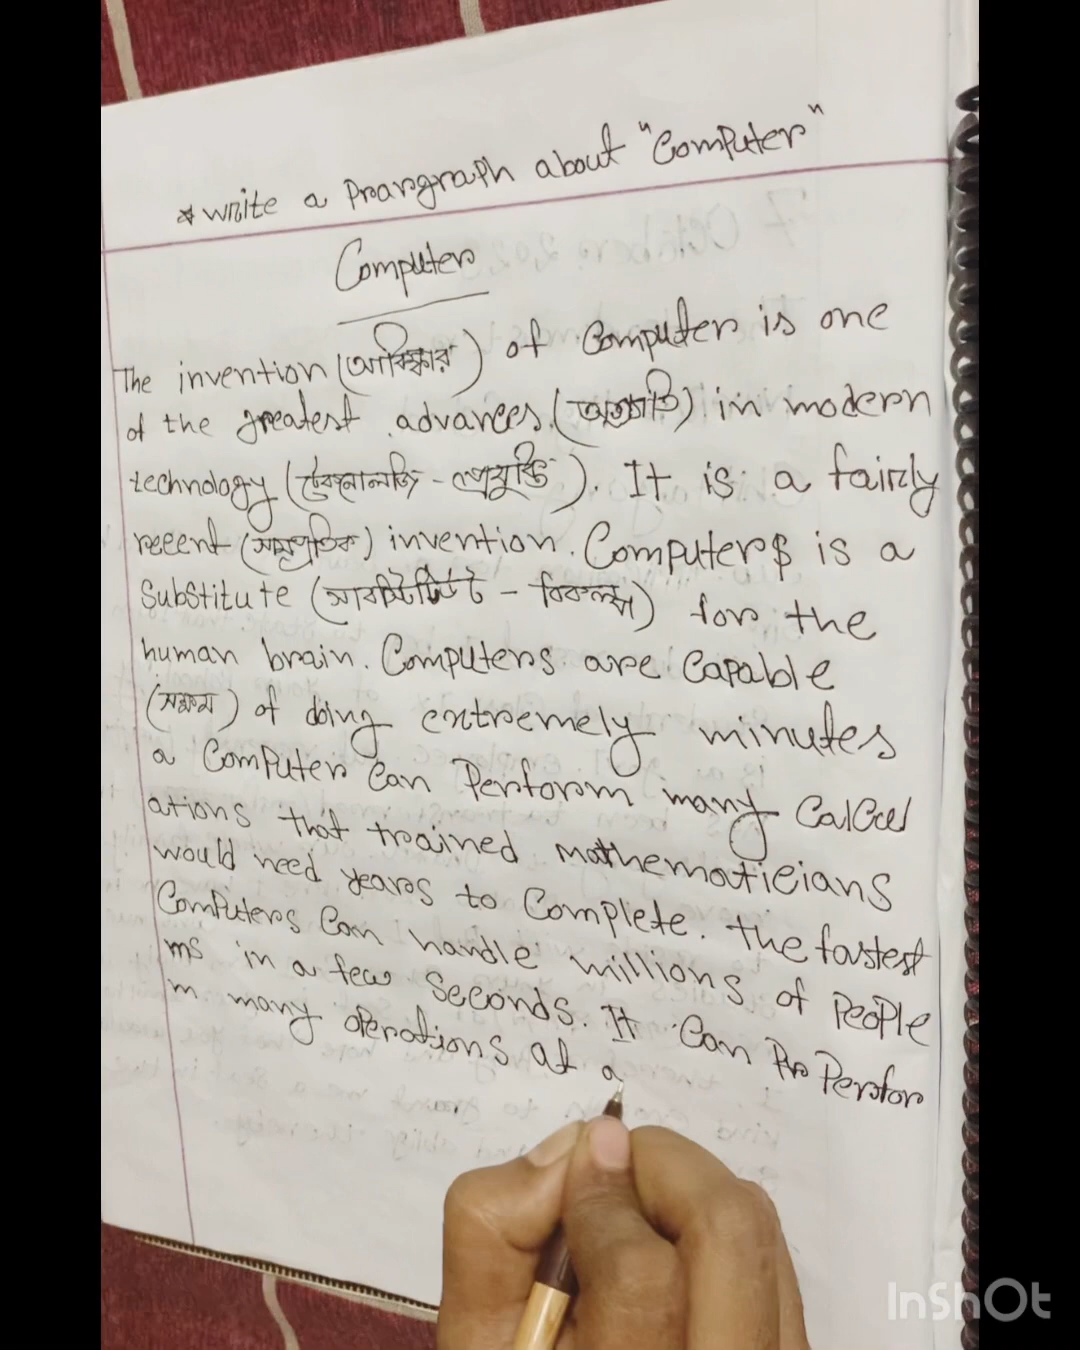 * write a Prargraph about "Computer"
Computer
The invention (আবিষ্কার) of Computer is one
of the greatest advances. (অগ্রগতি) in modern
technology (টেকনোলজি - প্রযুক্তি). It is a fairly
recent (সাম্প্রতিক) invention. Computers is a
Substitute (সাবস্টিটিউট - বিকল্প) for the
human brain. Computers are Capable
(সক্ষম) of doing extremely minutes
a Computer Can Perform many Calcul
ations that trained mathematicians
would need years to Complete. The fastest
Computers Can handle millions of PeoPle
ms in a few Seconds. It Can Pr Perfor
m many operations at a
InShOt